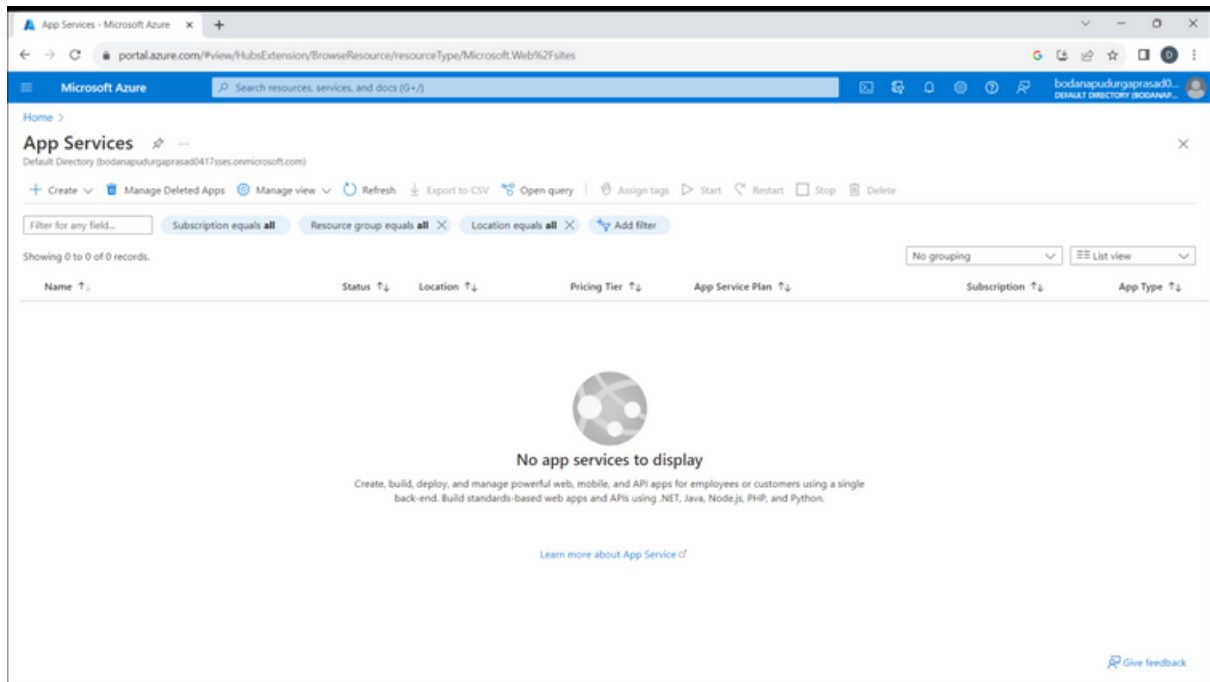 App Services - Microsoft Azure
portal.azure.com/#view/HubsExtension/BrowseResource/resourceType/Microsoft.Web%2Fsites
D
Microsoft Azure
Search resources, services, and docs (G+/)
bodanapudurgaprasad0...
DEFAULT DIRECTORY (BODANAP...
Home >
App Services
Default Directory (bodanapudurgaprasad0417sses.onmicrosoft.com)
Create Manage Deleted Apps Manage view Refresh Export to CSV Open query Assign tags Start Restart Stop Delete
Filter for any field... Subscription equals all Resource group equals all Location equals all Add filter
Showing 0 to 0 of 0 records. No grouping List view
Name Status Location Pricing Tier App Service Plan Subscription App Type
No app services to display
Create, build, deploy, and manage powerful web, mobile, and API apps for employees or customers using a single
back-end. Build standards-based web apps and APIs using .NET, Java, Node.js, PHP, and Python.
Learn more about App Service
Give feedback